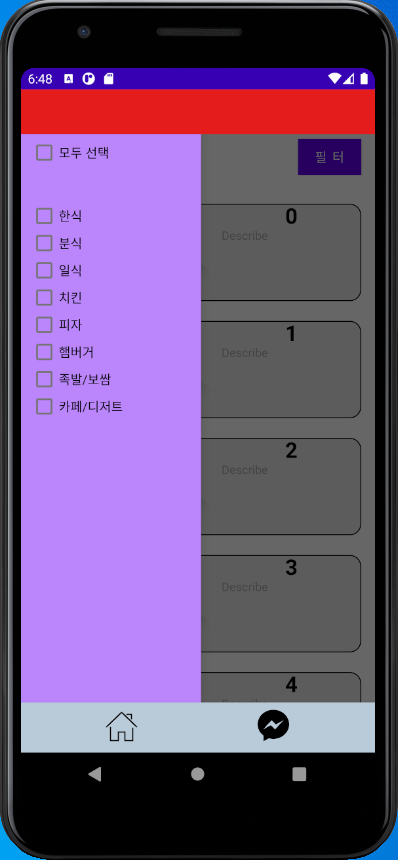 6:48
모두 선택
필 터
한식
분식
일식
치킨
피자
햄버거
족발/보쌈
카페/디저트
0
Describe
1
Describe
2
Describe
3
Describe
4